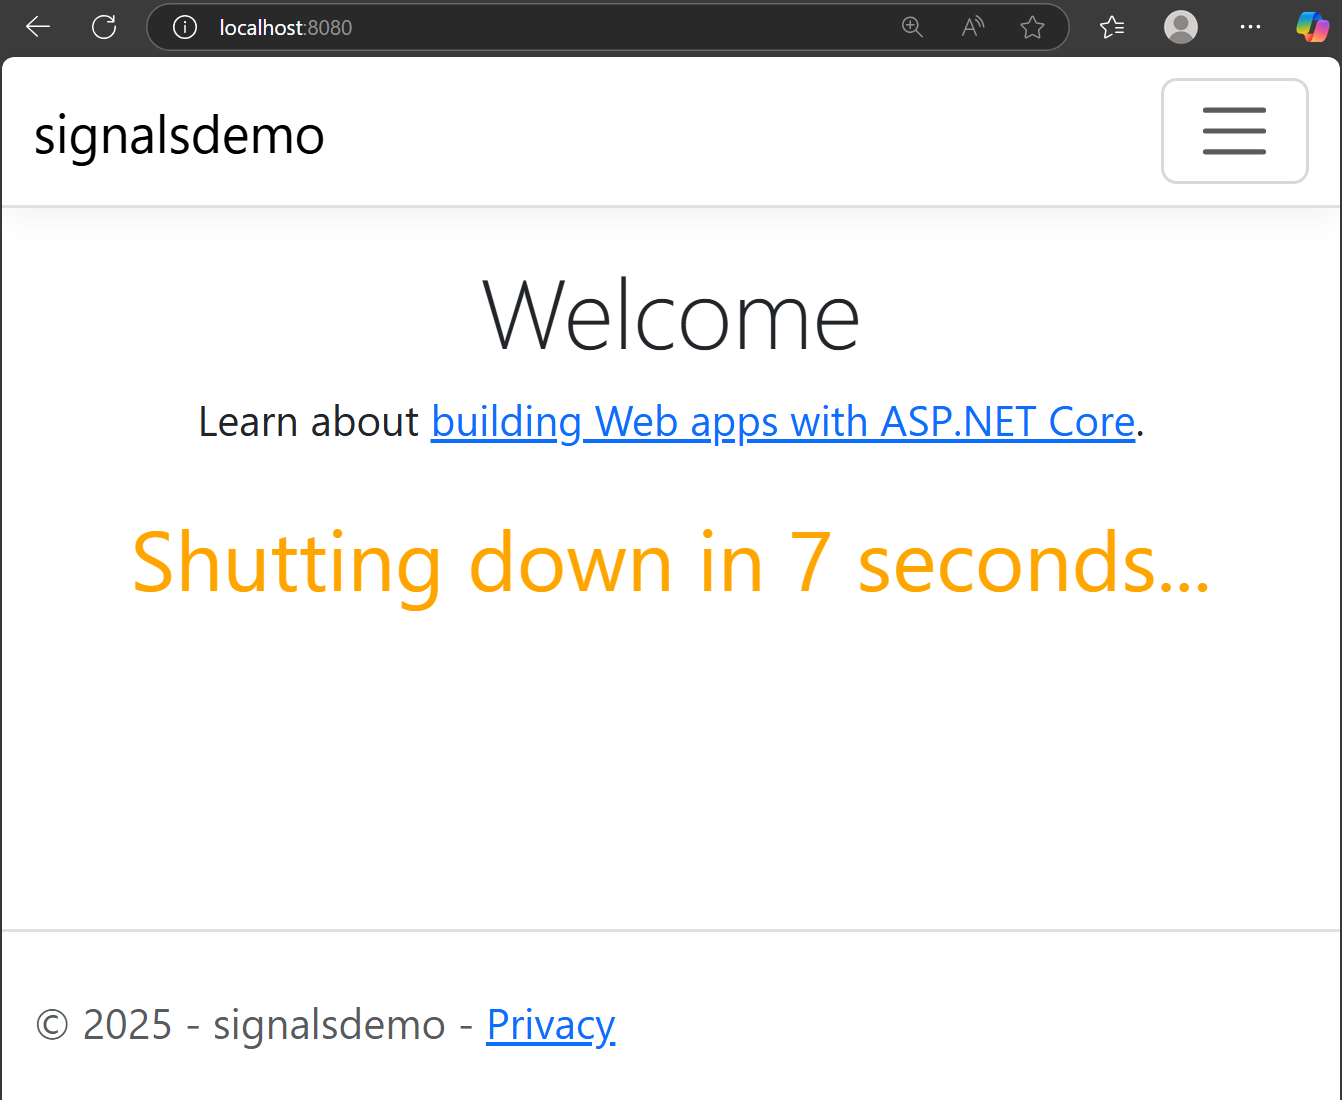 localhost:8080
signalsdemo
Welcome
Learn about building Web apps with ASP.NET Core.
Shutting down in 7 seconds...
© 2025 - signalsdemo - Privacy